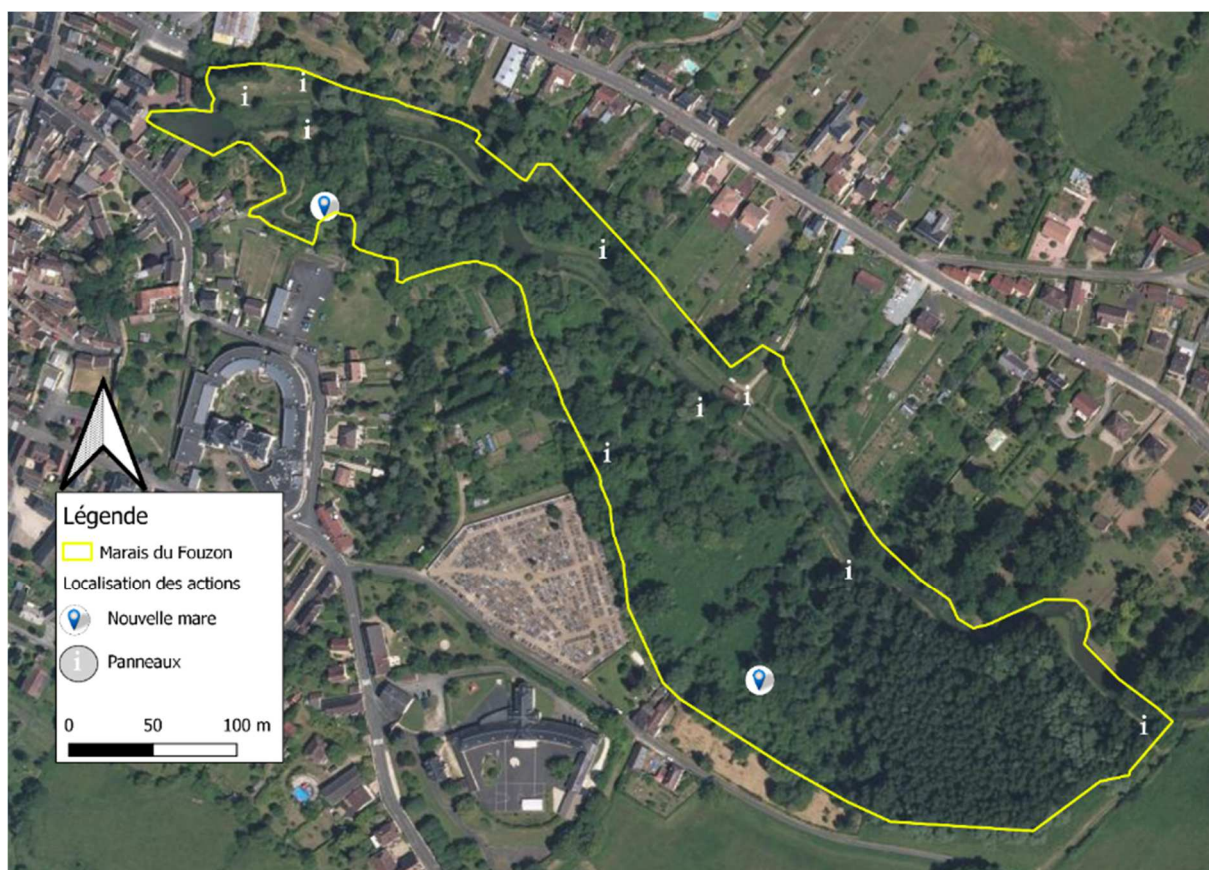 i
i
i
i
i
i
i
i
i
Légende
Marais du Fouzon
Localisation des actions
Nouvelle mare
i Panneaux
0 50 100 m